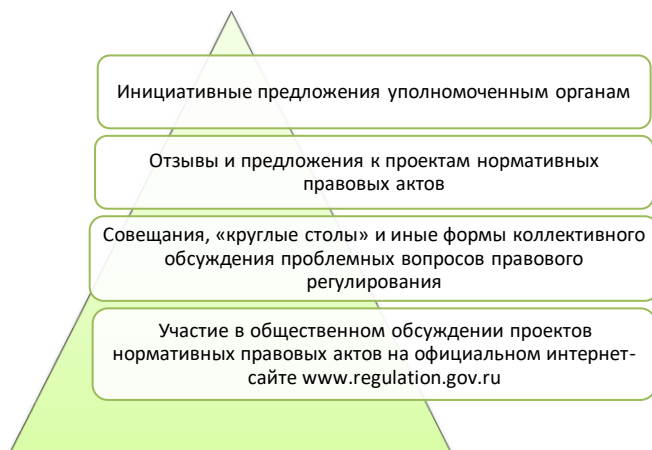 Инициативные предложения уполномоченным органам
Отзывы и предложения к проектам нормативных
правовых актов
Совещания, «круглые столы» и иные формы коллективного
обсуждения проблемных вопросов правового
регулирования
Участие в общественном обсуждении проектов
нормативных правовых актов на официальном интернет-
сайте www.regulation.gov.ru